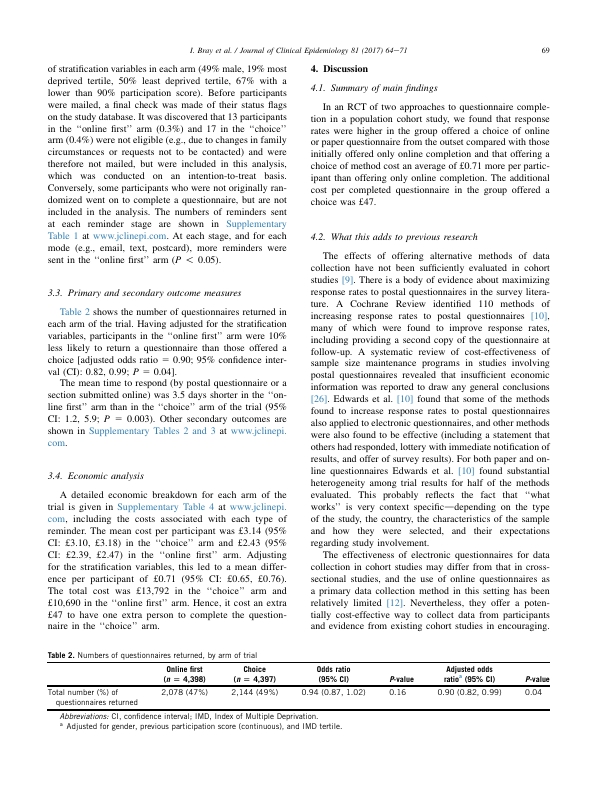 I. Bray et al. / Journal of Clinical Epidemiology 81 (2017) 64–71
69
of stratification variables in each arm (49% male, 19% most
deprived tertile, 50% least deprived tertile, 67% with a
lower than 90% participation score). Before participants
were mailed, a final check was made of their status flags
on the study database. It was discovered that 13 participants
in the ‘‘online first’’ arm (0.3%) and 17 in the ‘‘choice’’
arm (0.4%) were not eligible (e.g., due to changes in family
circumstances or requests not to be contacted) and were
therefore not mailed, but were included in this analysis,
which was conducted on an intention-to-treat basis.
Conversely, some participants who were not originally ran-
domized went on to complete a questionnaire, but are not
included in the analysis. The numbers of reminders sent
at each reminder stage are shown in Supplementary
Table 1 at www.jclinepi.com. At each stage, and for each
mode (e.g., email, text, postcard), more reminders were
sent in the ‘‘online first’’ arm (P < 0.05).
3.3. Primary and secondary outcome measures
Table 2 shows the number of questionnaires returned in
each arm of the trial. Having adjusted for the stratification
variables, participants in the ‘‘online first’’ arm were 10%
less likely to return a questionnaire than those offered a
choice [adjusted odds ratio = 0.90; 95% confidence inter-
val (CI): 0.82, 0.99; P = 0.04].
The mean time to respond (by postal questionnaire or a
section submitted online) was 3.5 days shorter in the ‘‘on-
line first’’ arm than in the ‘‘choice’’ arm of the trial (95%
CI: 1.2, 5.9; P = 0.003). Other secondary outcomes are
shown in Supplementary Tables 2 and 3 at www.jclinepi.
com.
3.4. Economic analysis
A detailed economic breakdown for each arm of the
trial is given in Supplementary Table 4 at www.jclinepi.
com, including the costs associated with each type of
reminder. The mean cost per participant was £3.14 (95%
CI: £3.10, £3.18) in the ‘‘choice’’ arm and £2.43 (95%
CI: £2.39, £2.47) in the ‘‘online first’’ arm. Adjusting
for the stratification variables, this led to a mean differ-
ence per participant of £0.71 (95% CI: £0.65, £0.76).
The total cost was £13,792 in the ‘‘choice’’ arm and
£10,690 in the ‘‘online first’’ arm. Hence, it cost an extra
£47 to have one extra person to complete the question-
naire in the ‘‘choice’’ arm.
4. Discussion
4.1. Summary of main findings
In an RCT of two approaches to questionnaire comple-
tion in a population cohort study, we found that response
rates were higher in the group offered a choice of online
or paper questionnaire from the outset compared with those
initially offered only online completion and that offering a
choice of method cost an average of £0.71 more per partic-
ipant than offering only online completion. The additional
cost per completed questionnaire in the group offered a
choice was £47.
4.2. What this adds to previous research
The effects of offering alternative methods of data
collection have not been sufficiently evaluated in cohort
studies [9]. There is a body of evidence about maximizing
response rates to postal questionnaires in the survey litera-
ture. A Cochrane Review identified 110 methods of
increasing response rates to postal questionnaires [10],
many of which were found to improve response rates,
including providing a second copy of the questionnaire at
follow-up. A systematic review of cost-effectiveness of
sample size maintenance programs in studies involving
postal questionnaires revealed that insufficient economic
information was reported to draw any general conclusions
[26]. Edwards et al. [10] found that some of the methods
found to increase response rates to postal questionnaires
also applied to electronic questionnaires, and other methods
were also found to be effective (including a statement that
others had responded, lottery with immediate notification of
results, and offer of survey results). For both paper and on-
line questionnaires Edwards et al. [10] found substantial
heterogeneity among trial results for half of the methods
evaluated. This probably reflects the fact that ‘‘what
works’’ is very context specific—depending on the type
of the study, the country, the characteristics of the sample
and how they were selected, and their expectations
regarding study involvement.
The effectiveness of electronic questionnaires for data
collection in cohort studies may differ from that in cross-
sectional studies, and the use of online questionnaires as
a primary data collection method in this setting has been
relatively limited [12]. Nevertheless, they offer a poten-
tially cost-effective way to collect data from participants
and evidence from existing cohort studies in encouraging.
Table 2. Numbers of questionnaires returned, by arm of trial
Online first Choice Odds ratio Adjusted odds
(n = 4,398) (n = 4,397) (95% CI) P-value ratioᵃ (95% CI) P-value
Total number (%) of 2,078 (47%) 2,144 (49%) 0.94 (0.87, 1.02) 0.16 0.90 (0.82, 0.99) 0.04
questionnaires returned
Abbreviations: CI, confidence interval; IMD, Index of Multiple Deprivation.
ᵃ Adjusted for gender, previous participation score (continuous), and IMD tertile.